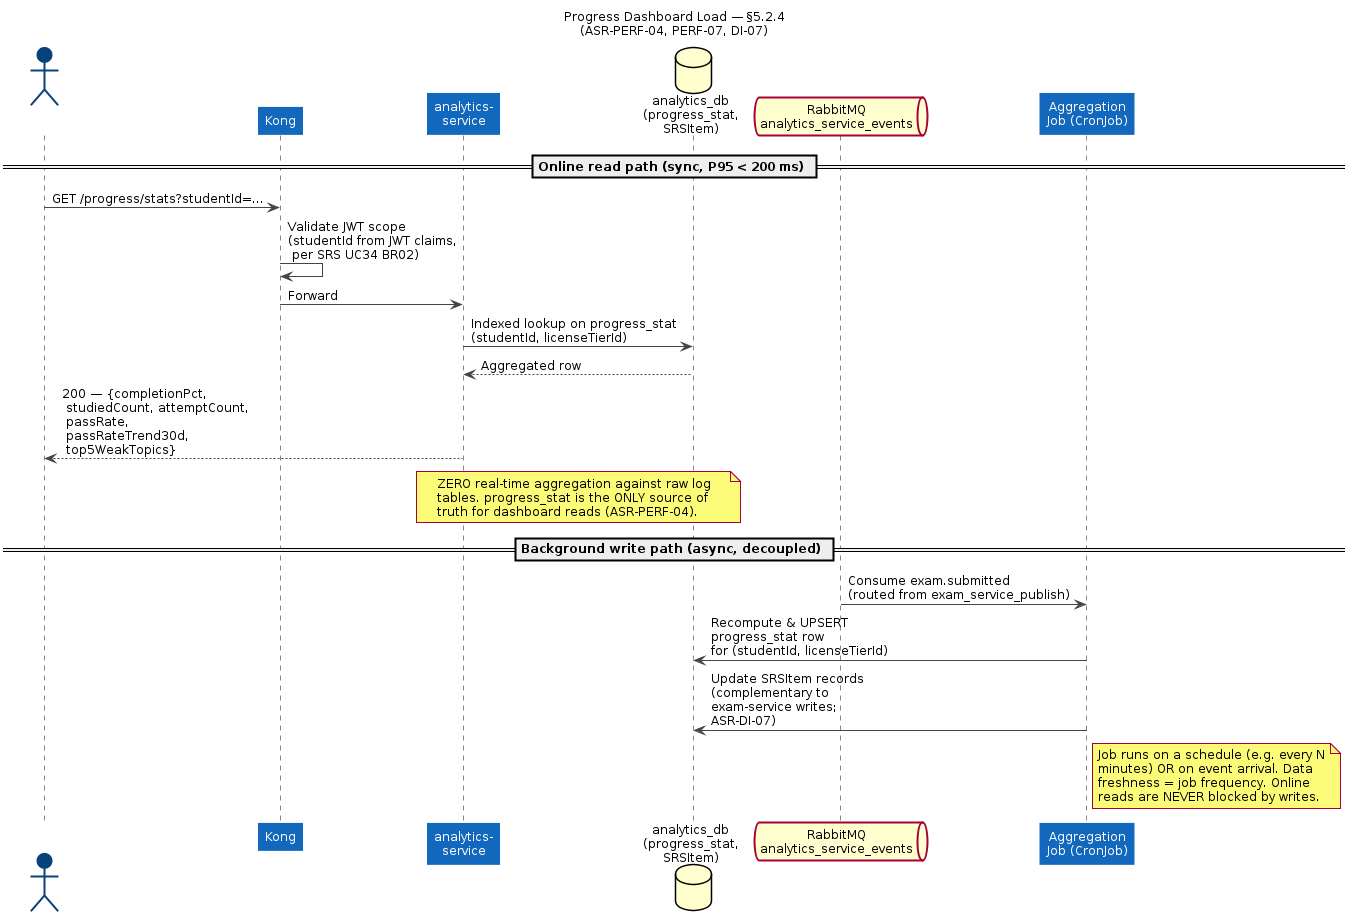 Progress Dashboard Load — §5.2.4
(ASR-PERF-04, PERF-07, DI-07)
Kong
analytics-
service
analytics_db
(progress_stat,
SRSItem)
RabbitMQ
analytics_service_events
Aggregation
Job (CronJob)
Online read path (sync, P95 < 200 ms)
GET /progress/stats?studentId=...
Validate JWT scope
(studentId from JWT claims,
per SRS UC34 BR02)
Forward
Indexed lookup on progress_stat
(studentId, licenseTierId)
Aggregated row
200 — {completionPct,
studiedCount, attemptCount,
passRate,
passRateTrend30d,
top5WeakTopics}
ZERO real-time aggregation against raw log
tables. progress_stat is the ONLY source of
truth for dashboard reads (ASR-PERF-04).
Background write path (async, decoupled)
Consume exam.submitted
(routed from exam_service_publish)
Recompute & UPSERT
progress_stat row
for (studentId, licenseTierId)
Update SRSItem records
(complementary to
exam-service writes;
ASR-DI-07)
Job runs on a schedule (e.g. every N
minutes) OR on event arrival. Data
freshness = job frequency. Online
reads are NEVER blocked by writes.
Kong
analytics-
service
analytics_db
(progress_stat,
SRSItem)
RabbitMQ
analytics_service_events
Aggregation
Job (CronJob)